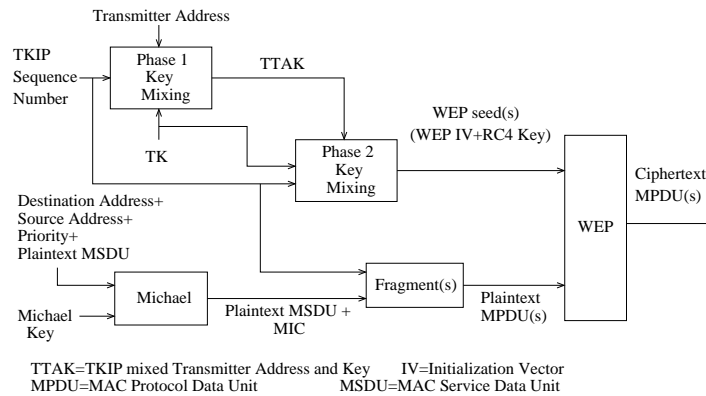 Transmitter Address
TKIP
Sequence
Number
Phase 1
Key
Mixing
TTAK
TK
Phase 2
Key
Mixing
WEP seed(s)
(WEP IV+RC4 Key)
WEP
Ciphertext
MPDU(s)
Destination Address+
Source Address+
Priority+
Plaintext MSDU
Michael
Key
Michael
Plaintext MSDU +
MIC
Fragment(s)
Plaintext
MPDU(s)
TTAK=TKIP mixed Transmitter Address and Key IV=Initialization Vector
MPDU=MAC Protocol Data Unit MSDU=MAC Service Data Unit